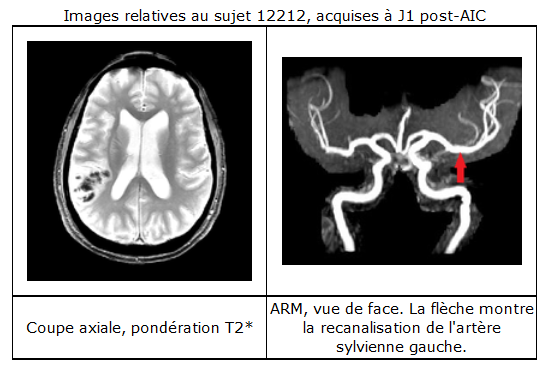 Images relatives au sujet 12212, acquises à J1 post-AIC
Coupe axiale, pondération T2*
ARM, vue de face. La flèche montre
la recanalisation de l'artère
sylvienne gauche.